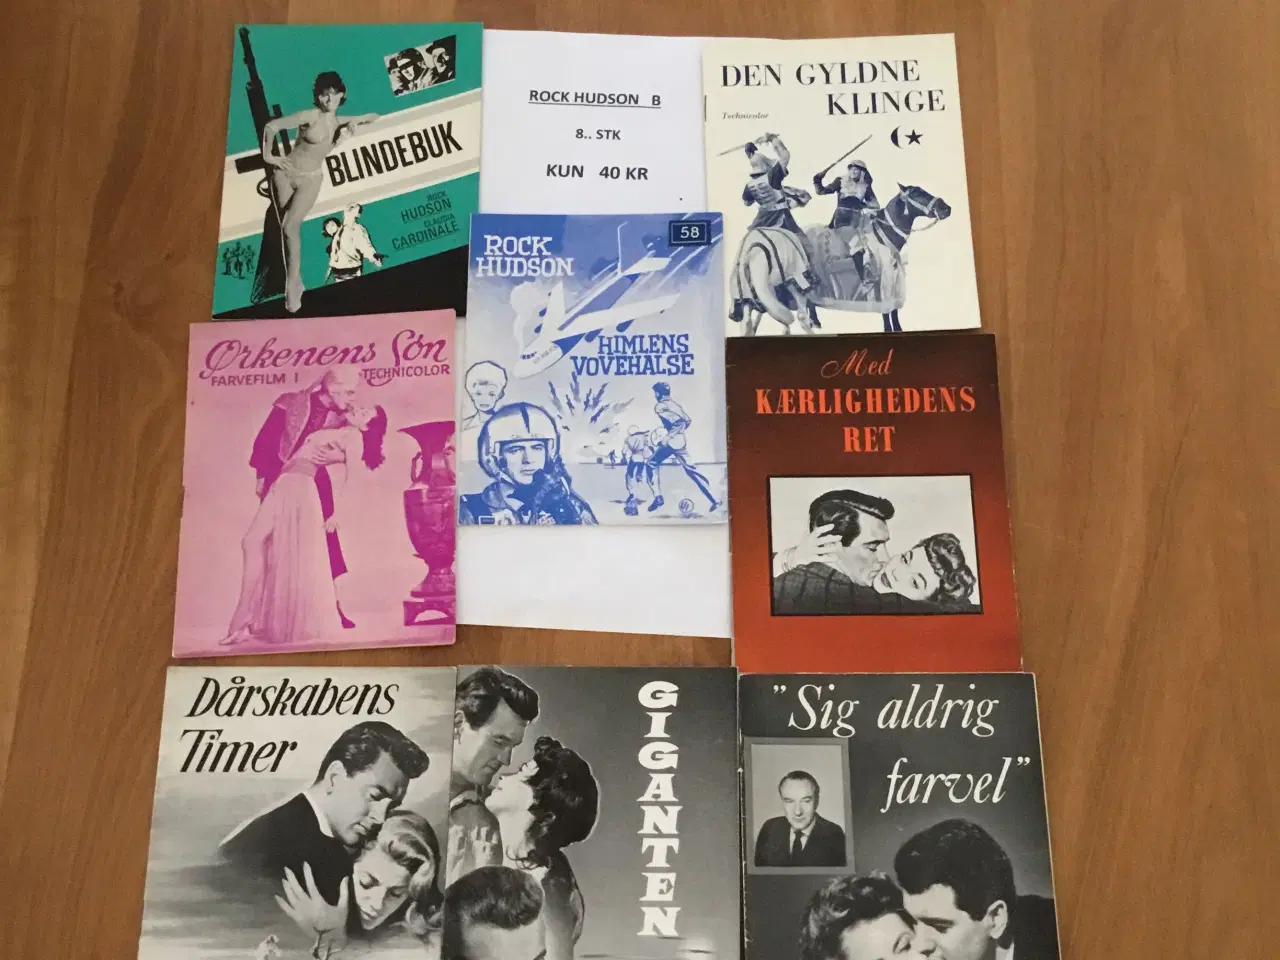 BLINDEBUK
ROCK
HUDSON
CLAUDIA
CARDINALE
ROCK HUDSON B
8.. STK
KUN 40 KR
DEN GYLDNE
KLINGE
Technicolor
Ørkenens Søn
FARVEFILM I TECHNICOLOR
ROCK
HUDSON
58
HIMLENS
VOVEHALSE
Med
KÆRLIGHEDENS
RET
Dårskabens
Timer
GIGANTEN
"Sig aldrig
farvel"